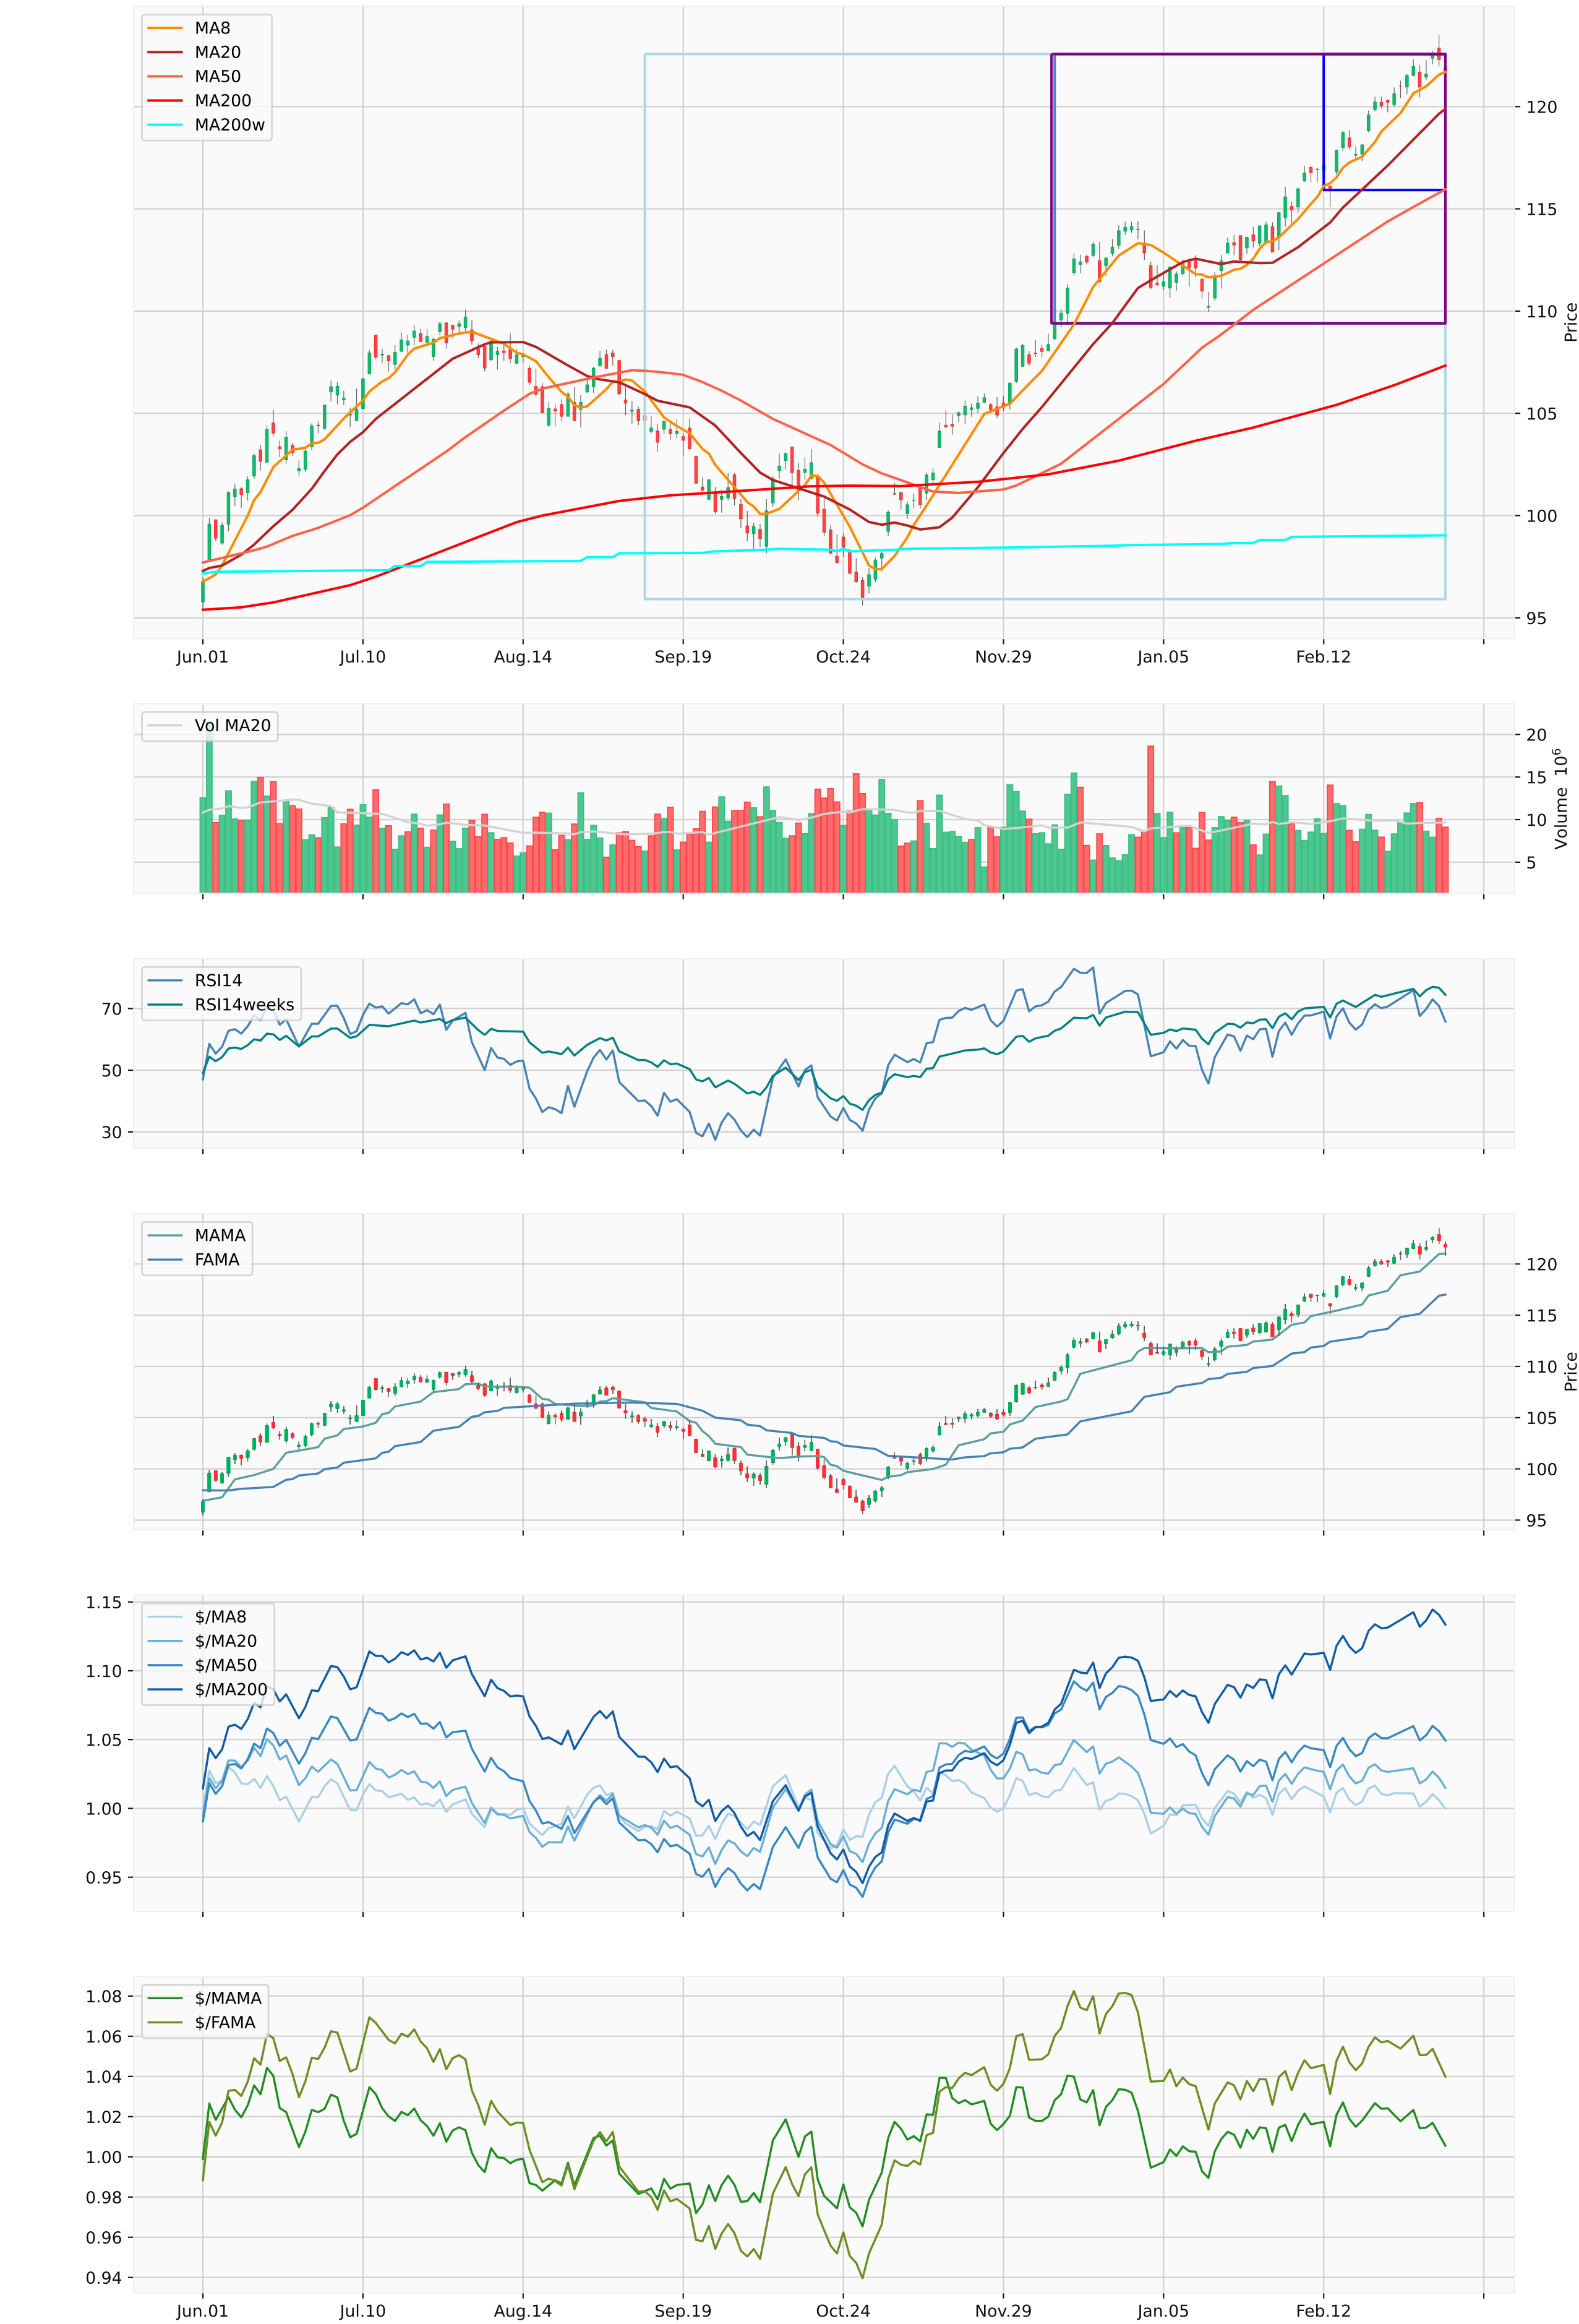 MA8
MA20
MA50
MA200
MA200w
120
115
110
105
100
95
Price
Jun.01 Jul.10 Aug.14 Sep.19 Oct.24 Nov.29 Jan.05 Feb.12
Vol MA20
20
15
10
5
Volume 10^6
RSI14
RSI14weeks
70
50
30
MAMA
FAMA
120
115
110
105
100
95
Price
1.15
1.10
1.05
1.00
0.95
$/MA8
$/MA20
$/MA50
$/MA200
1.08
1.06
1.04
1.02
1.00
0.98
0.96
0.94
$/MAMA
$/FAMA
Jun.01 Jul.10 Aug.14 Sep.19 Oct.24 Nov.29 Jan.05 Feb.12